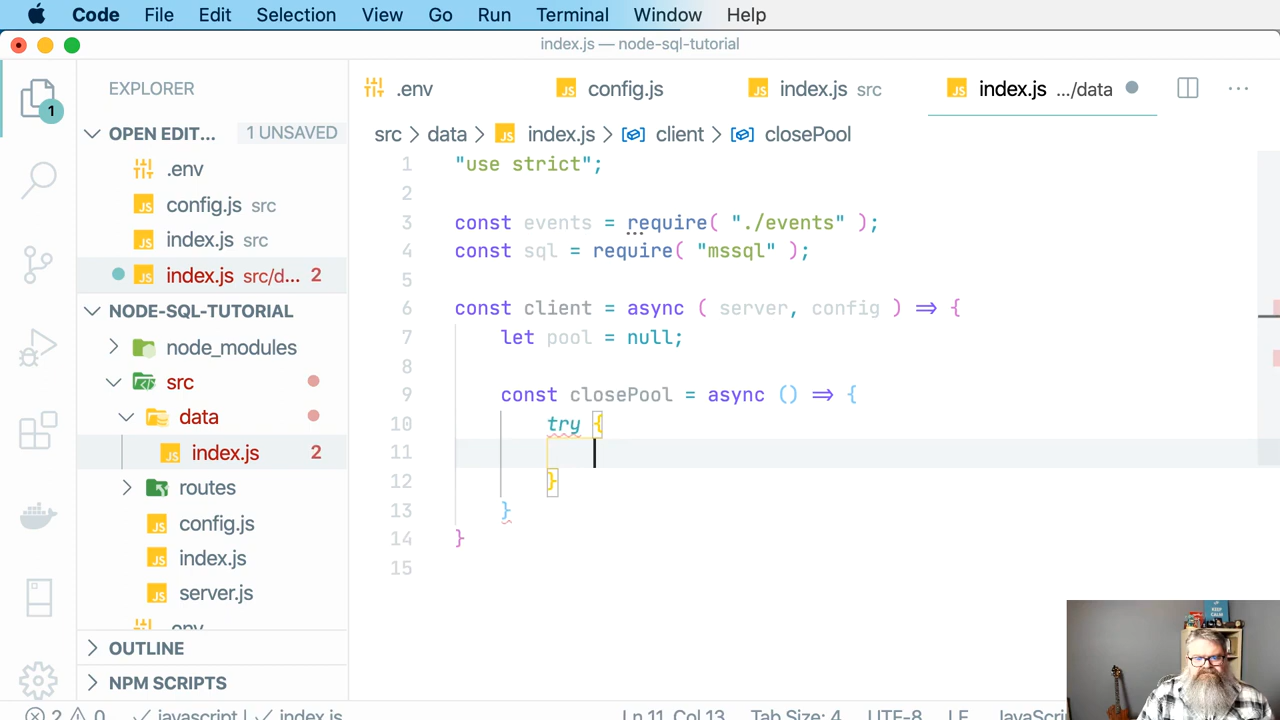 Code File Edit Selection View Go Run Terminal Window Help
index.js — node-sql-tutorial
EXPLORER
.env
config.js
index.js src
index.js .../data
1
OPEN EDIT... 1 UNSAVED
.env
config.js src
index.js src
index.js src/d... 2
NODE-SQL-TUTORIAL
node_modules
src
data
index.js 2
routes
config.js
index.js
server.js
.env
OUTLINE
NPM SCRIPTS
src > data > index.js > client > closePool
1 "use strict";
2
3 const events = require( "./events" );
4 const sql = require( "mssql" );
5
6 const client = async ( server, config ) => {
7 let pool = null;
8
9 const closePool = async () => {
10 try {
11
12 }
13 }
14 }
15
KEEP
CALM
2 0 javascript | index.js
Ln 11, Col 13 Tab Size: 4 UTF-8 LF